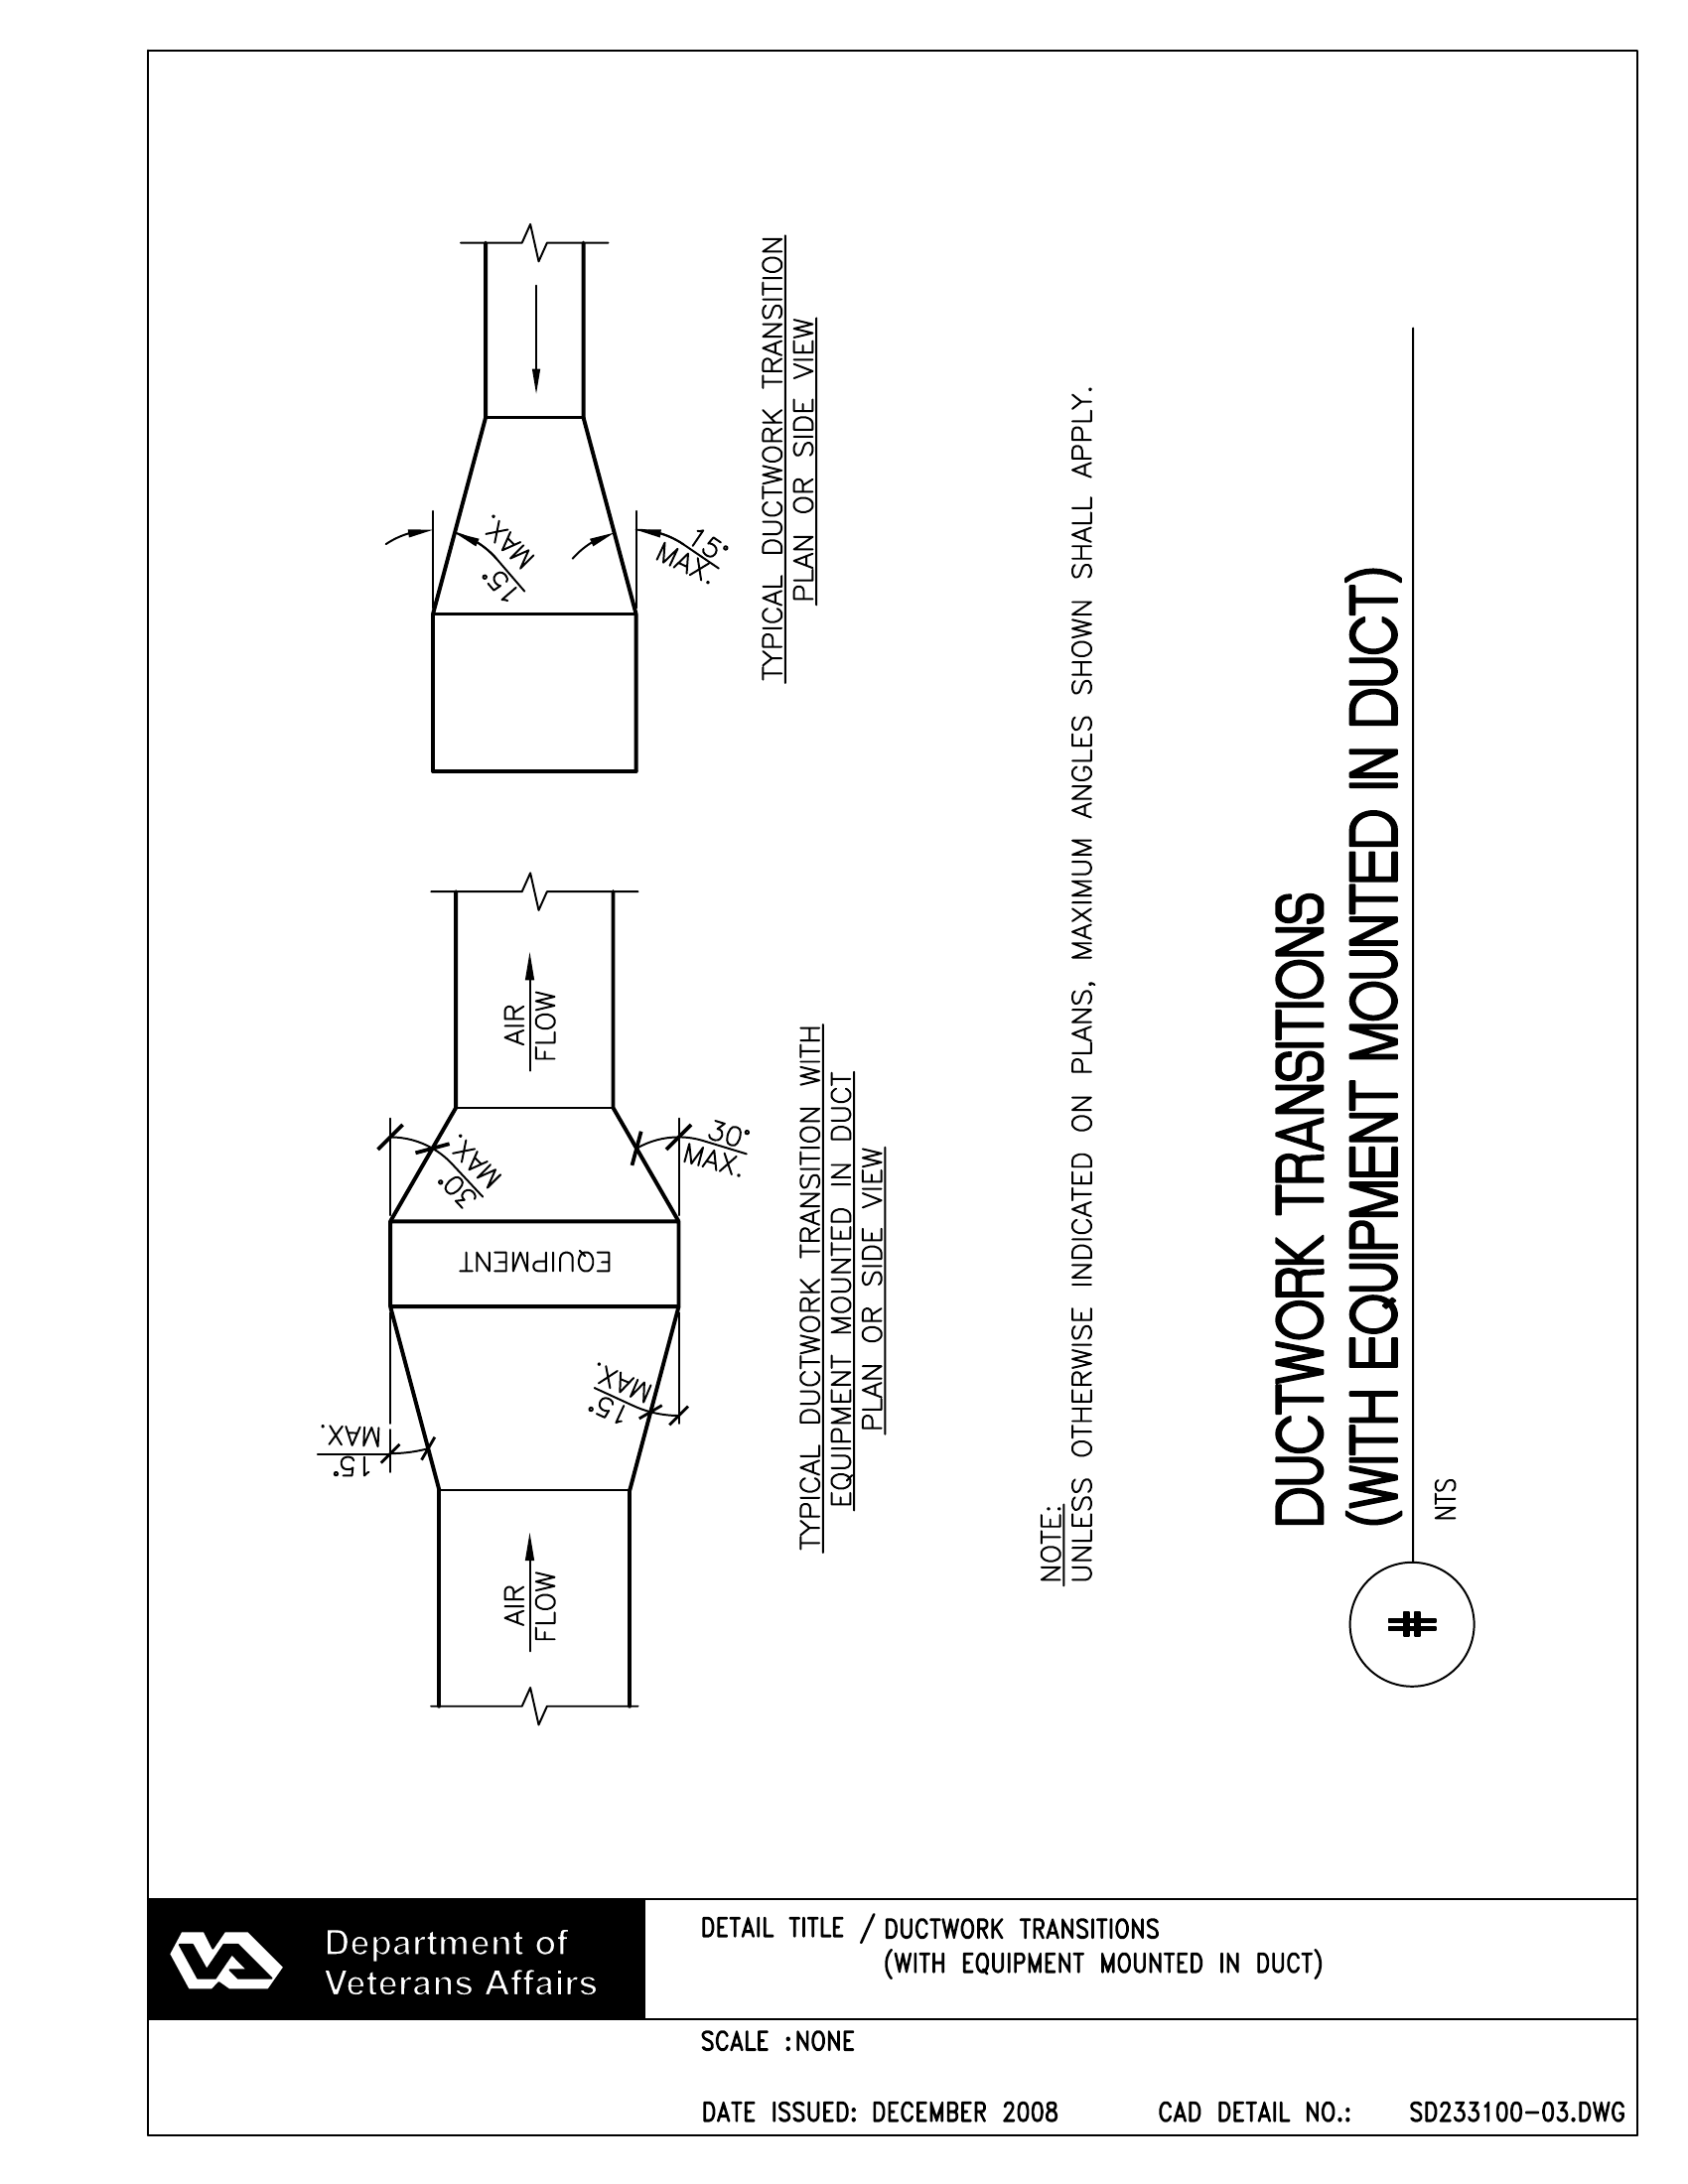 15°
MAX.
15°
MAX.
TYPICAL DUCTWORK TRANSITION
PLAN OR SIDE VIEW
AIR
FLOW
30°
MAX.
30°
MAX.
EQUIPMENT
15°
MAX.
15°
MAX.
AIR
FLOW
TYPICAL DUCTWORK TRANSITION WITH
EQUIPMENT MOUNTED IN DUCT
PLAN OR SIDE VIEW
NOTE:
UNLESS OTHERWISE INDICATED ON PLANS, MAXIMUM ANGLES SHOWN SHALL APPLY.
DUCTWORK TRANSITIONS
(WITH EQUIPMENT MOUNTED IN DUCT)
#
NTS
VA
Department of
Veterans Affairs
DETAIL TITLE / DUCTWORK TRANSITIONS
(WITH EQUIPMENT MOUNTED IN DUCT)
SCALE :NONE
DATE ISSUED: DECEMBER 2008 CAD DETAIL NO.: SD233100-03.DWG